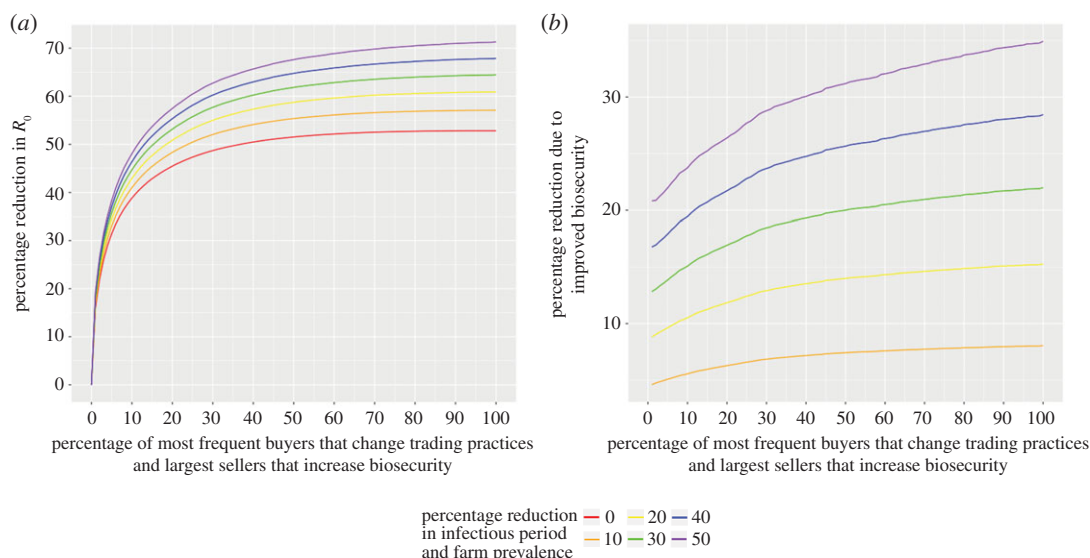 (a)
percentage reduction in R0
70
60
50
40
30
20
10
0
0 10 20 30 40 50 60 70 80 90 100
percentage of most frequent buyers that change trading practices
and largest sellers that increase biosecurity
(b)
percentage reduction due to
improved biosecurity
30
20
10
0 10 20 30 40 50 60 70 80 90 100
percentage of most frequent buyers that change trading practices
and largest sellers that increase biosecurity
percentage reduction
in infectious period
and farm prevalence
0 20 40
10 30 50